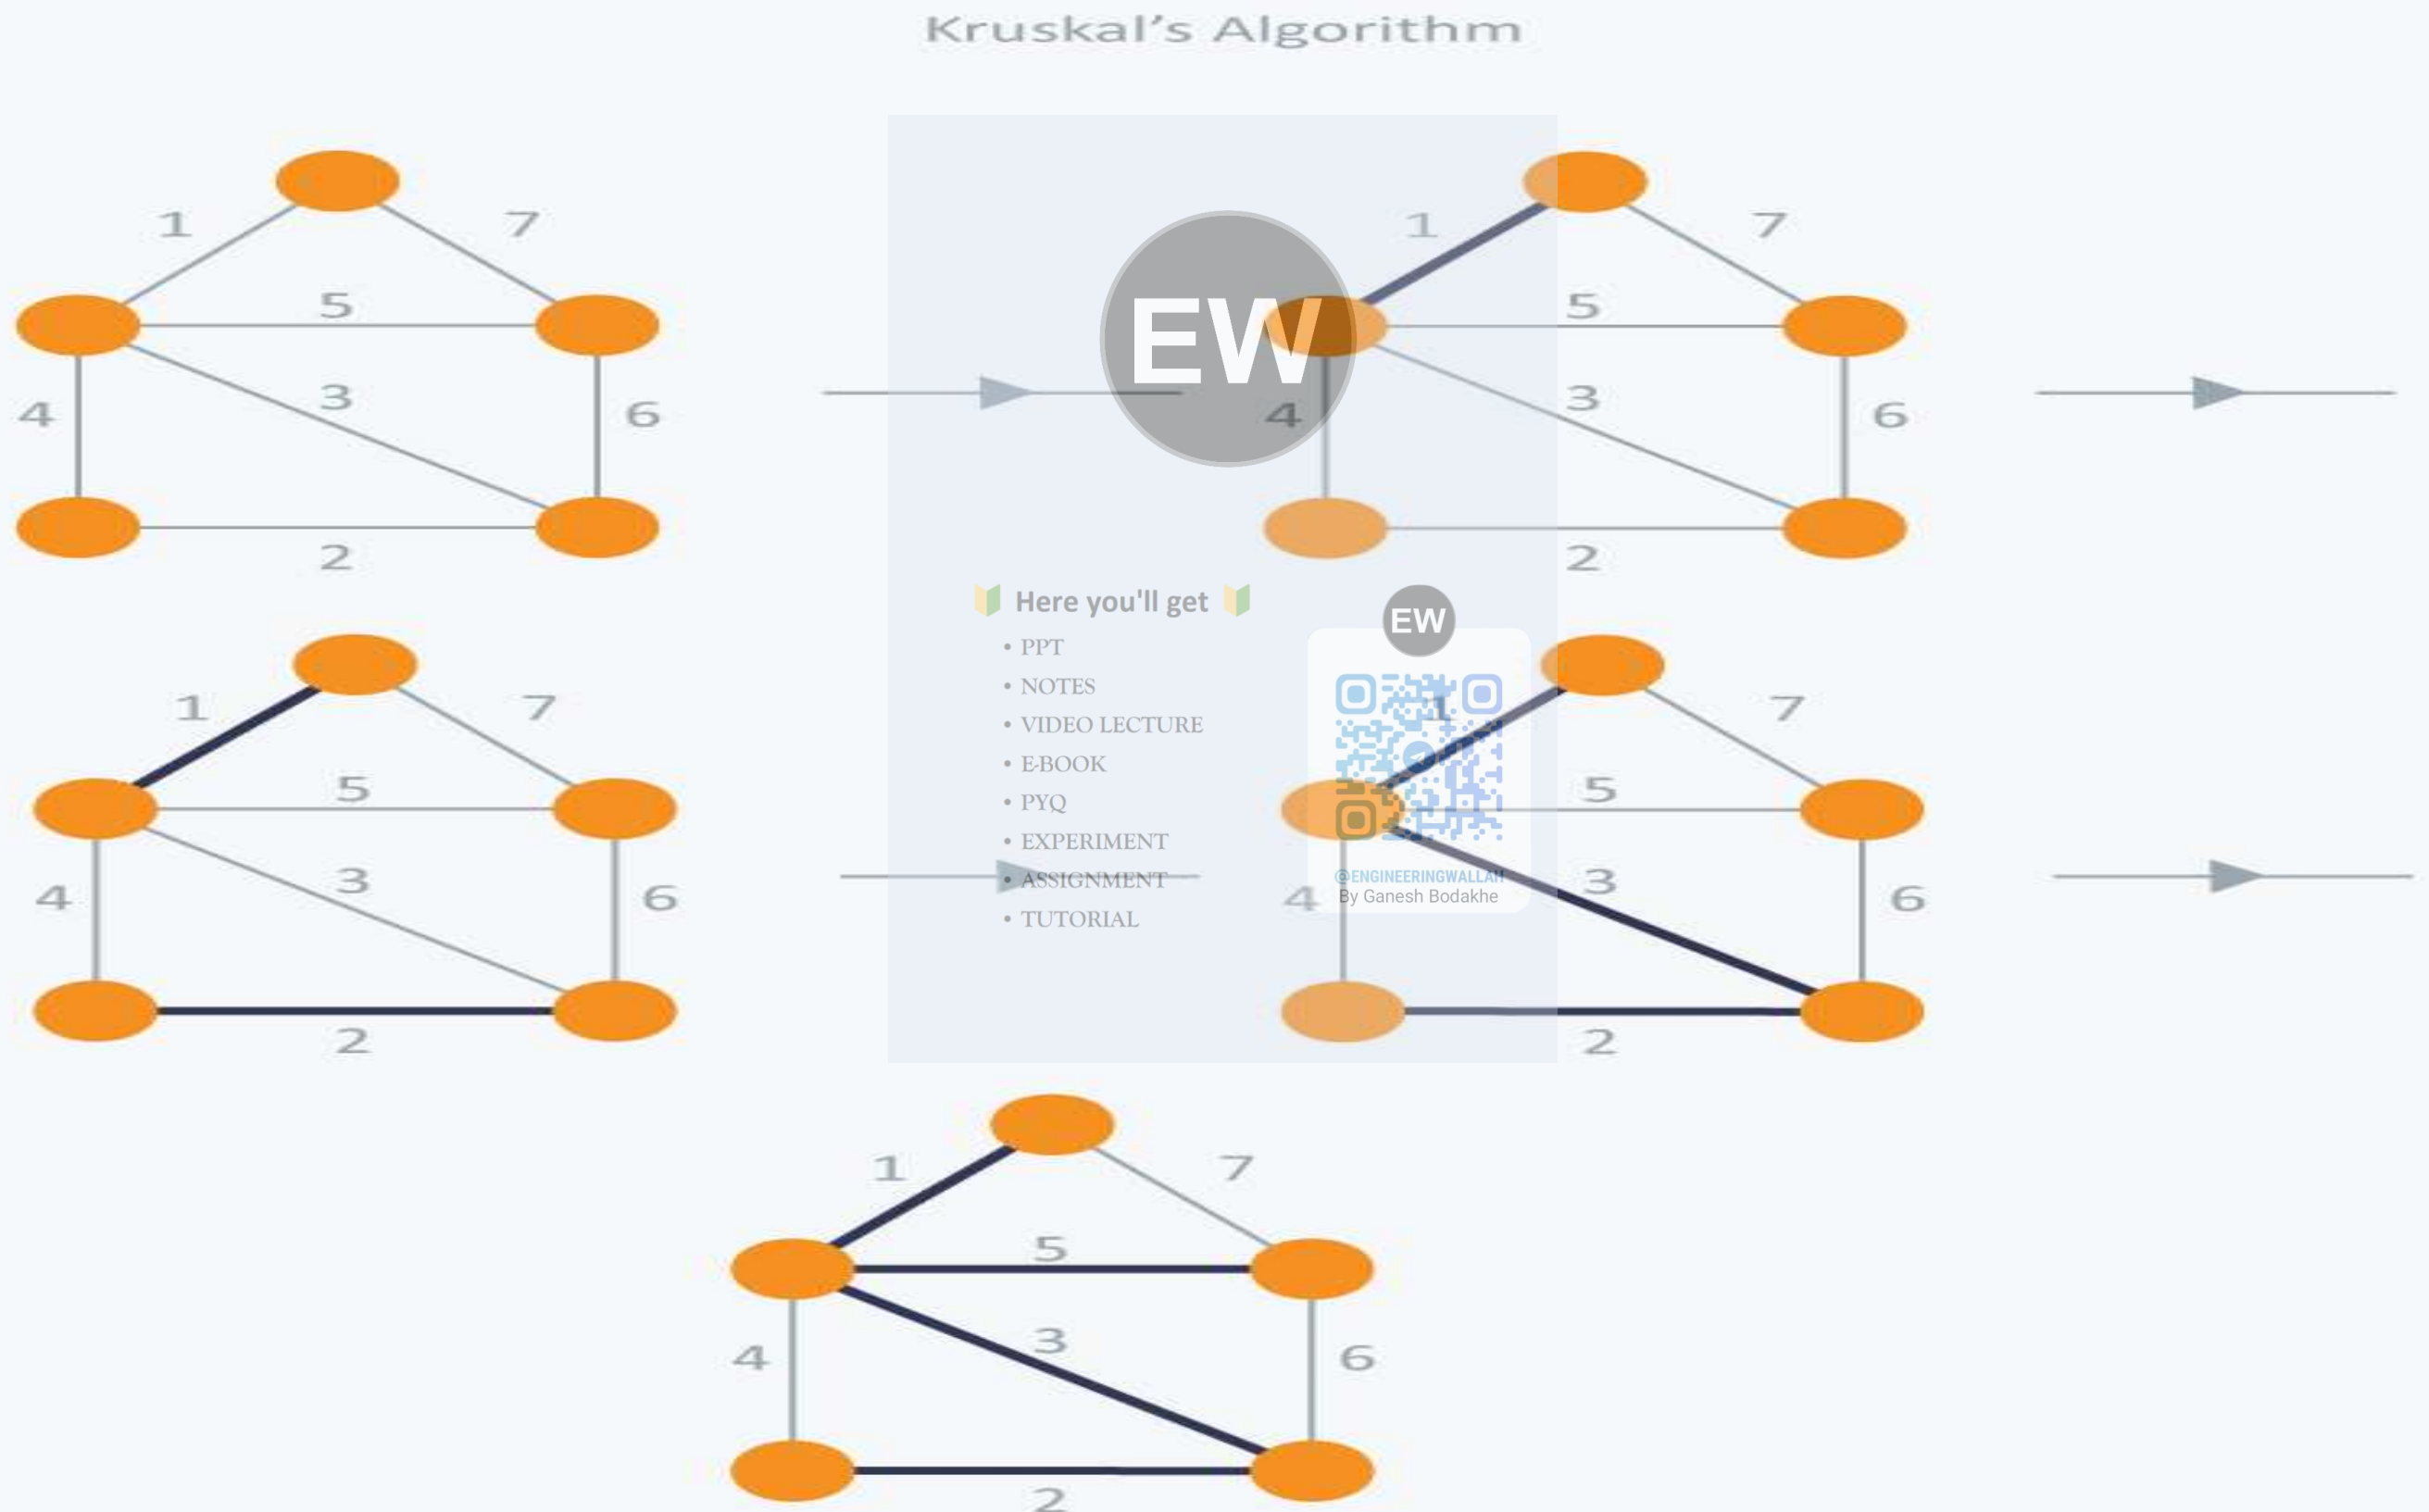 Kruskal's Algorithm
1 7
5
4 3 6
2
1 7
5
4 3 6
2
EW
Here you'll get
• PPT
• NOTES
• VIDEO LECTURE
• E-BOOK
• PYQ
• EXPERIMENT
• ASSIGNMENT
• TUTORIAL
EW
@ENGINEERINGWALLAH
By Ganesh Bodakhe
1 7
5
4 3 6
2
1 7
5
4 3 6
2
1 7
5
4 3 6
2